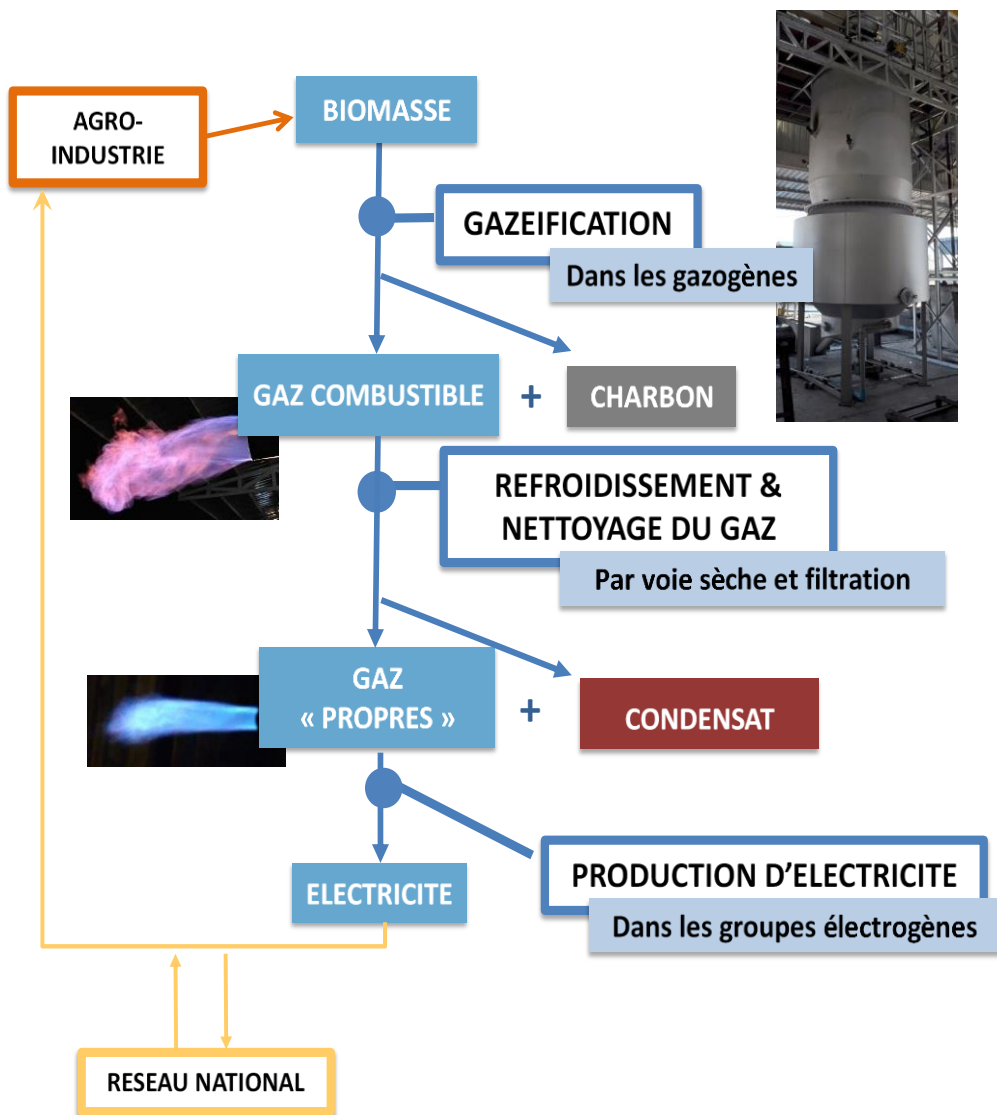 BIOMASSE
AGRO-
INDUSTRIE
GAZEIFICATION
Dans les gazogènes
GAZ COMBUSTIBLE
+
CHARBON
REFROIDISSEMENT &
NETTOYAGE DU GAZ
Par voie sèche et filtration
GAZ
« PROPRES »
+
CONDENSAT
PRODUCTION D'ELECTRICITE
Dans les groupes électrogènes
ELECTRICITE
RESEAU NATIONAL